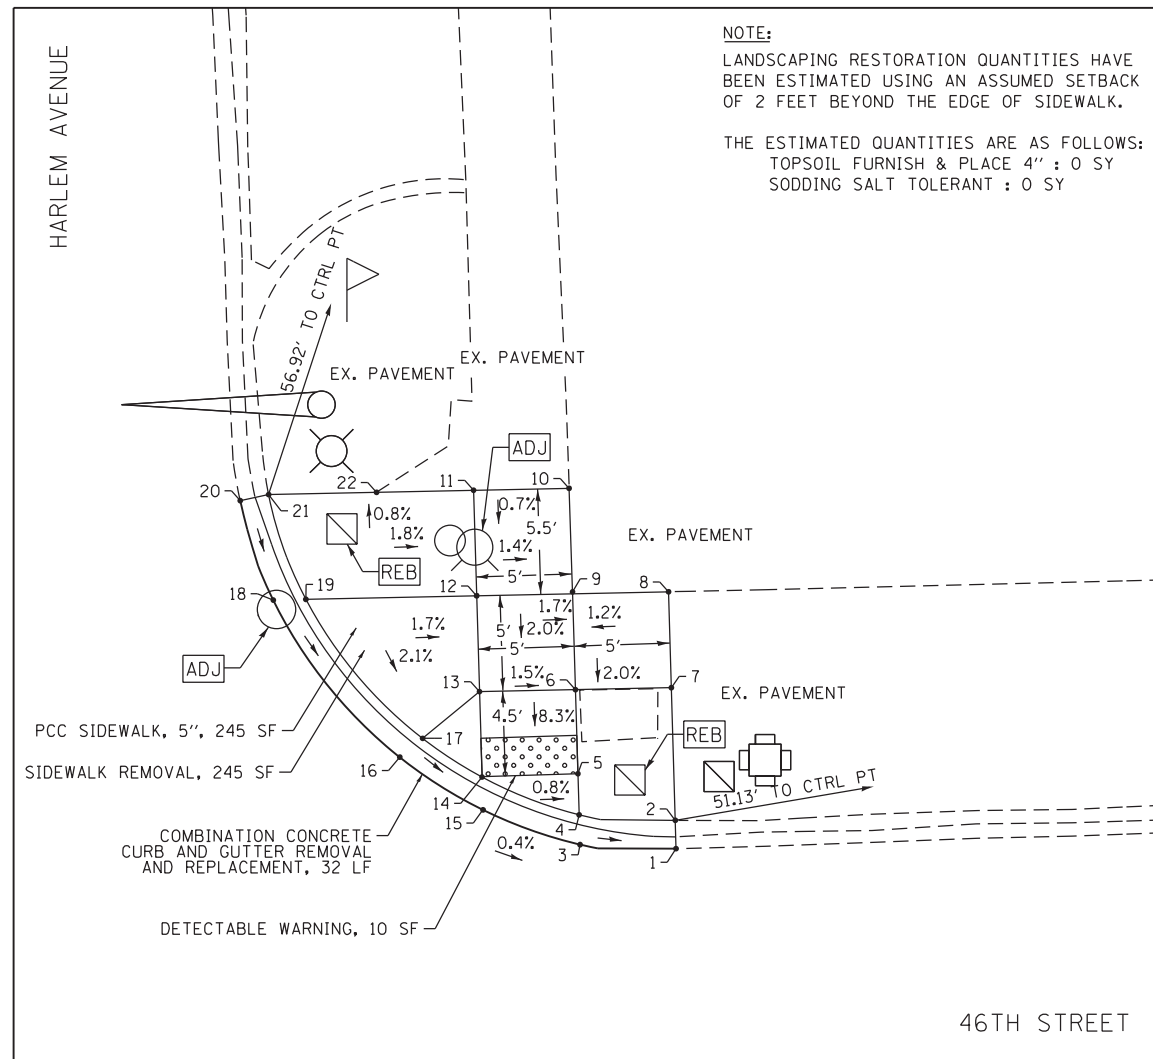 HARLEM AVENUE
NOTE:
LANDSCAPING RESTORATION QUANTITIES HAVE
BEEN ESTIMATED USING AN ASSUMED SETBACK
OF 2 FEET BEYOND THE EDGE OF SIDEWALK.
THE ESTIMATED QUANTITIES ARE AS FOLLOWS:
TOPSOIL FURNISH & PLACE 4" : 0 SY
SODDING SALT TOLERANT : 0 SY
56.92' TO CTRL PT
EX. PAVEMENT
EX. PAVEMENT
ADJ
20
21
22
11
10
0.8%
1.8%
0.7%
5.5'
1.4%
5'
REB
EX. PAVEMENT
18
19
12
9
8
ADJ
1.7%
2.1%
5'
2.0%
1.7%
5'
1.2%
5'
2.0%
13
1.5%
6
7
EX. PAVEMENT
4.5'
8.3%
REB
PCC SIDEWALK, 5", 245 SF
SIDEWALK REMOVAL, 245 SF
17
16
5
14
15
0.8%
4
3
0.4%
2
1
51.13' TO CTRL PT
COMBINATION CONCRETE
CURB AND GUTTER REMOVAL
AND REPLACEMENT, 32 LF
DETECTABLE WARNING, 10 SF
46TH STREET